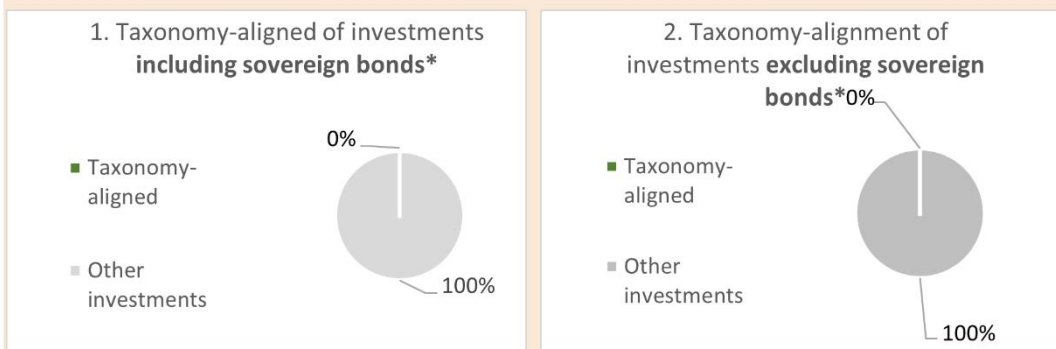 1. Taxonomy-aligned of investments
including sovereign bonds*
0%
Taxonomy-
aligned
Other
investments
100%
2. Taxonomy-alignment of
investments excluding sovereign
bonds*0%
Taxonomy-
aligned
Other
investments
100%